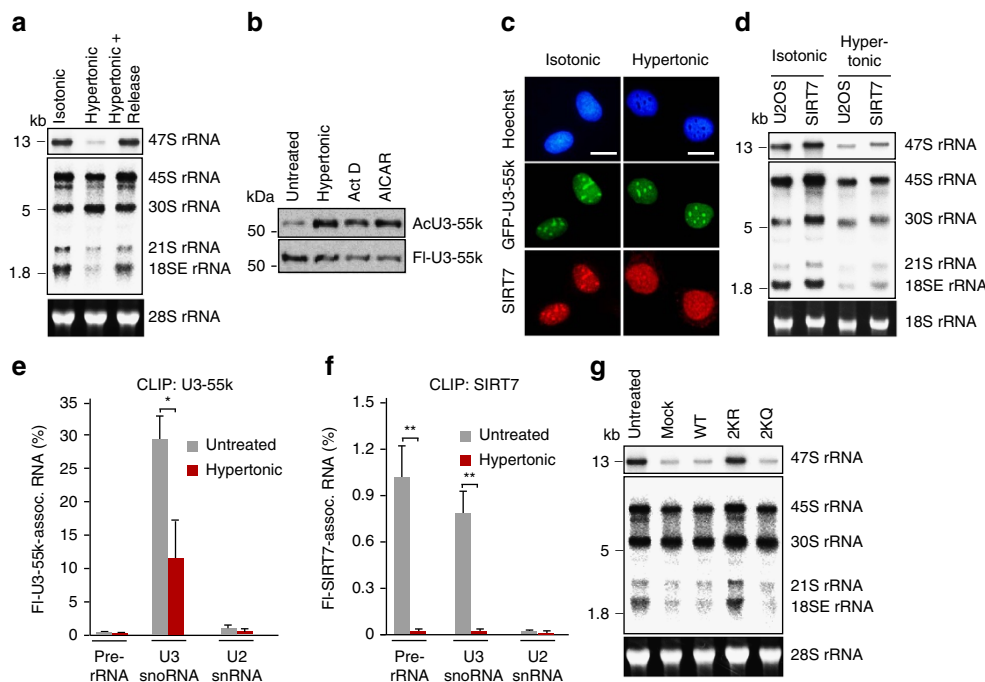 a
Isotonic
Hypertonic
Hypertonic +
Release
kb
13
5
1.8
47S rRNA
45S rRNA
30S rRNA
21S rRNA
18SE rRNA
28S rRNA
b
Untreated
Hypertonic
Act D
AICAR
kDa
50
50
AcU3-55k
Fl-U3-55k
c
Isotonic
Hypertonic
Hoechst
GFP-U3-55k
SIRT7
d
Isotonic
Hyper-
tonic
U2OS
SIRT7
U2OS
SIRT7
kb
13
5
1.8
47S rRNA
45S rRNA
30S rRNA
21S rRNA
18SE rRNA
18S rRNA
e
CLIP: U3-55k
Fl-U3-55k-assoc. RNA (%)
35
30
25
20
15
10
5
0
*
Untreated
Hypertonic
Pre-
rRNA
U3
snoRNA
U2
snRNA
f
CLIP: SIRT7
Fl-SIRT7-assoc. RNA (%)
1.5
1.2
0.9
0.6
0.3
0
**
**
Untreated
Hypertonic
Pre-
rRNA
U3
snoRNA
U2
snRNA
g
Untreated
Mock
WT
2KR
2KQ
kb
13
5
1.8
47S rRNA
45S rRNA
30S rRNA
21S rRNA
18SE rRNA
28S rRNA